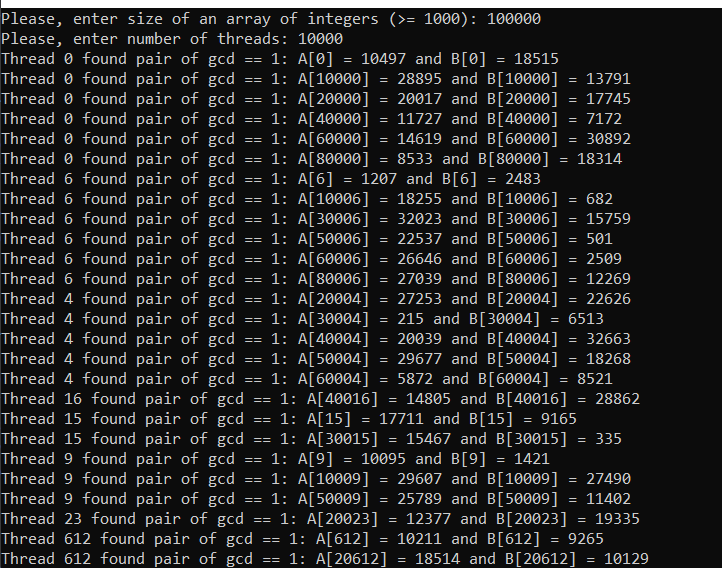 Please, enter size of an array of integers (>= 1000): 100000
Please, enter number of threads: 10000
Thread 0 found pair of gcd == 1: A[0] = 10497 and B[0] = 18515
Thread 0 found pair of gcd == 1: A[10000] = 28895 and B[10000] = 13791
Thread 0 found pair of gcd == 1: A[20000] = 20017 and B[20000] = 17745
Thread 0 found pair of gcd == 1: A[40000] = 11727 and B[40000] = 7172
Thread 0 found pair of gcd == 1: A[60000] = 14619 and B[60000] = 30892
Thread 0 found pair of gcd == 1: A[80000] = 8533 and B[80000] = 18314
Thread 6 found pair of gcd == 1: A[6] = 1207 and B[6] = 2483
Thread 6 found pair of gcd == 1: A[10006] = 18255 and B[10006] = 682
Thread 6 found pair of gcd == 1: A[30006] = 32023 and B[30006] = 15759
Thread 6 found pair of gcd == 1: A[50006] = 22537 and B[50006] = 501
Thread 6 found pair of gcd == 1: A[60006] = 26646 and B[60006] = 2509
Thread 6 found pair of gcd == 1: A[80006] = 27039 and B[80006] = 12269
Thread 4 found pair of gcd == 1: A[20004] = 27253 and B[20004] = 22626
Thread 4 found pair of gcd == 1: A[30004] = 215 and B[30004] = 6513
Thread 4 found pair of gcd == 1: A[40004] = 20039 and B[40004] = 32663
Thread 4 found pair of gcd == 1: A[50004] = 29677 and B[50004] = 18268
Thread 4 found pair of gcd == 1: A[60004] = 5872 and B[60004] = 8521
Thread 16 found pair of gcd == 1: A[40016] = 14805 and B[40016] = 28862
Thread 15 found pair of gcd == 1: A[15] = 17711 and B[15] = 9165
Thread 15 found pair of gcd == 1: A[30015] = 15467 and B[30015] = 335
Thread 9 found pair of gcd == 1: A[9] = 10095 and B[9] = 1421
Thread 9 found pair of gcd == 1: A[10009] = 29607 and B[10009] = 27490
Thread 9 found pair of gcd == 1: A[50009] = 25789 and B[50009] = 11402
Thread 23 found pair of gcd == 1: A[20023] = 12377 and B[20023] = 19335
Thread 612 found pair of gcd == 1: A[612] = 10211 and B[612] = 9265
Thread 612 found pair of gcd == 1: A[20612] = 18514 and B[20612] = 10129